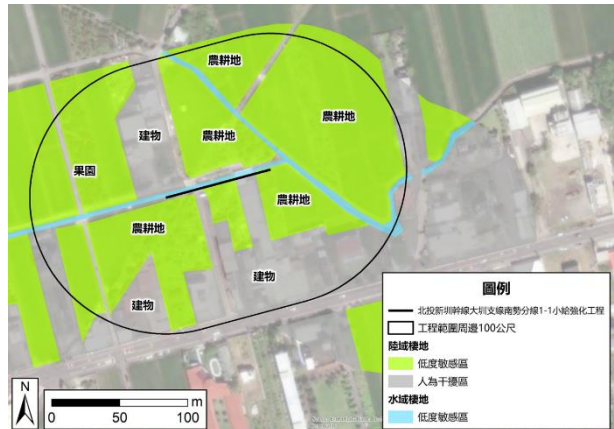 農耕地
農耕地
農耕地
建物
果園
農耕地
農耕地
建物
圖例
北投新圳幹線大圳支線南勢分線1-1小給強化工程
工程範圍周邊100公尺
陸域棲地
低度敏感區
人為干擾區
水域棲地
低度敏感區
N
m
0 50 100